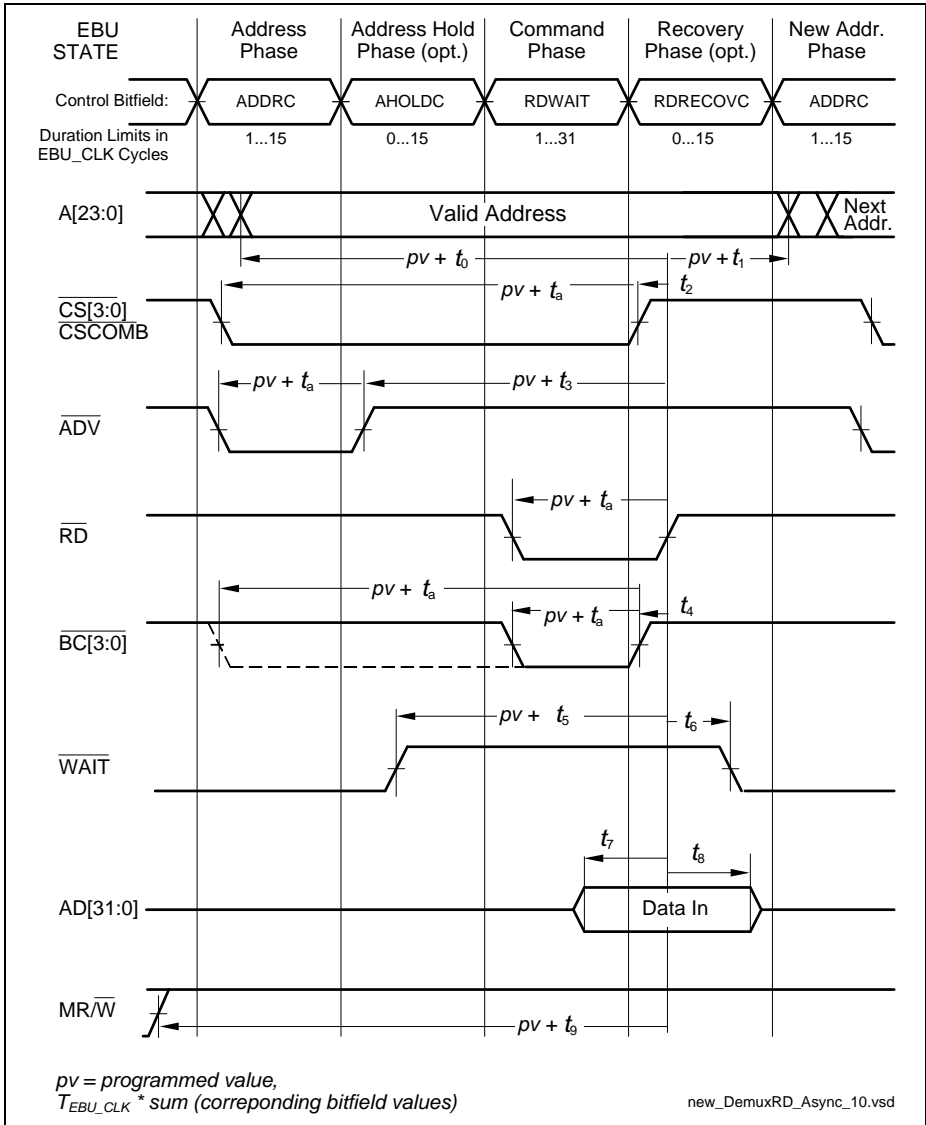 EBU STATE
Address Phase
Address Hold Phase (opt.)
Command Phase
Recovery Phase (opt.)
New Addr. Phase
Control Bitfield:
ADDRC
AHOLDC
RDWAIT
RDRECOVC
ADDRC
Duration Limits in EBU_CLK Cycles
1...15
0...15
1...31
0...15
1...15
A[23:0]
Valid Address
Next Addr.
pv + t0
pv + t1
CS[3:0]
CSCOMB
pv + ta
t2
ADV
pv + ta
pv + t3
RD
pv + ta
BC[3:0]
pv + ta
pv + ta
t4
WAIT
pv + t5
t6
AD[31:0]
t7
t8
Data In
MR/W
pv + t9
pv = programmed value,
TEBU_CLK * sum (correponding bitfield values)
new_DemuxRD_Async_10.vsd